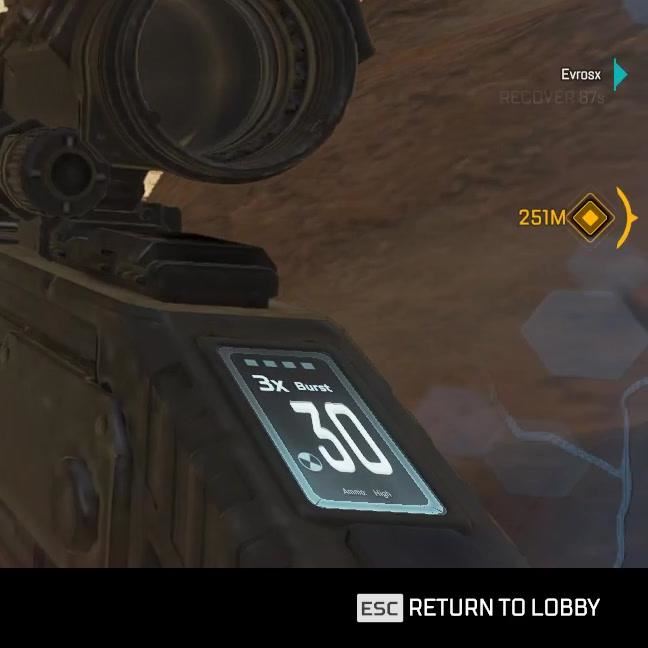 Evrosx
RECOVER 87s
251M
3x Burst
30
Ammo High
ESC RETURN TO LOBBY